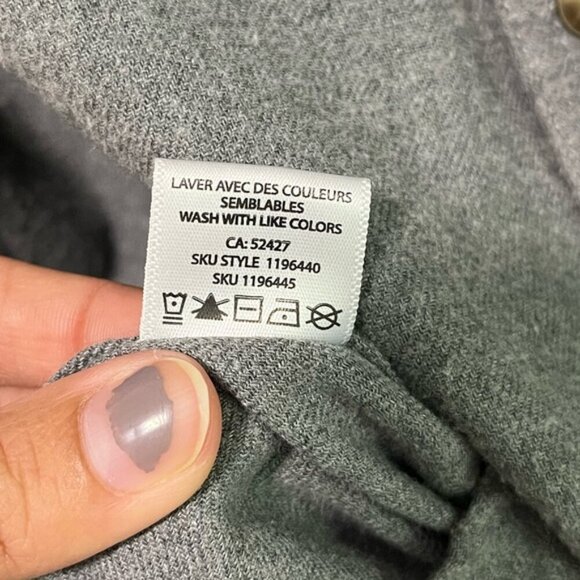 LAVER AVEC DES COULEURS
SEMBLABLES
WASH WITH LIKE COLORS
CA: 52427
SKU STYLE 1196440
SKU 1196445